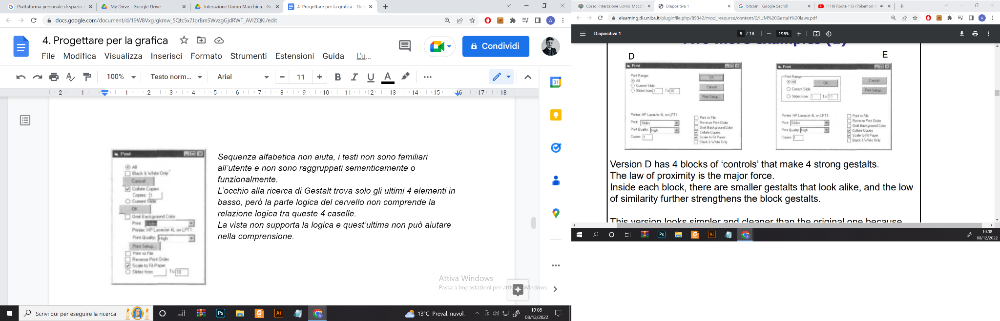 Piattaforma personale di spazio
My Drive - Google Drive
Interazione Uomo Macchina - Go
4. Progettare per la grafica - Doc
docs.google.com/document/d/19W8VxgJgkmw_SQtc5x7JprBmSWvzgGjdRWT_AVIZQKI/edit
4. Progettare per la grafica
Condividi
File Modifica Visualizza Inserisci Formato Strumenti Estensioni Guida L'u...
100% Testo norm... Arial 11 B I U A
2 1 1 2 3 4 5 6 7 8 9 10 11 12 13 14 15 16 17 18
Print
All
Black & White Only
Cancel
Collate Copies
Copies: 1
Current Slide
OK
Omit Background Color
Print: Slides
Printer: HP LaserJet 4L on LPT1:
Print Quality: High
Print Setup...
Print to File
Reverse Print Order
Scale to Fit Paper
Slides from: To: 10
Sequenza alfabetica non aiuta, i testi non sono familiari
all'utente e non sono raggruppati semanticamente o
funzionalmente.
L'occhio alla ricerca di Gestalt trova solo gli ultimi 4 elementi in
basso, però la parte logica del cervello non comprende la
relazione logica tra queste 4 caselle.
La vista non supporta la logica e quest'ultima non può aiutare
nella comprensione.
Attiva Windows
Passa a Impostazioni per attivare Windows.
31
Scrivi qui per eseguire la ricerca
Ps
Ai
13°C Preval. nuvol.
10:08
08/12/2022
Corso: Interazione Uomo Macchi
Diapositiva 1
bitcoin - Google Search
(118) Route 113 (Pokemon:
elearning.di.uniba.it/pluginfile.php/89342/mod_resource/content/0/IUM%20Gestalt%20laws.pdf
Diapositiva 1
5 / 18
195%
D
Print
Print Range:
All
Current Slide
Slides from: 1 To: 10
OK
Cancel
Print Setup...
Printer: HP LaserJet 4L on LPT1:
Print: Slides
Print Quality: High
Copies: 1
Print to File
Reverse Print Order
Omit Background Color
Collate Copies
Scale to Fit Paper
Black & White Only
E
Print
Print Range
All
Current Slide
Slides from: 1 To: 10
OK
Cancel
Print Setup...
Printer: HP LaserJet 4L on LPT1:
Print: Slides
Print Quality: High
Copies: 1
Print to File
Reverse Print Order
Omit Background Color
Collate Copies
Scale to Fit Paper
Black & White Only
Version D has 4 blocks of ‘controls’ that make 4 strong gestalts.
The law of proximity is the major force.
Inside each block, there are smaller gestalts that look alike, and the low
of similarity further strengthens the block gestalts.
This version looks simpler and cleaner than the original one because
Ps
Ai
10:08
08/12/2022